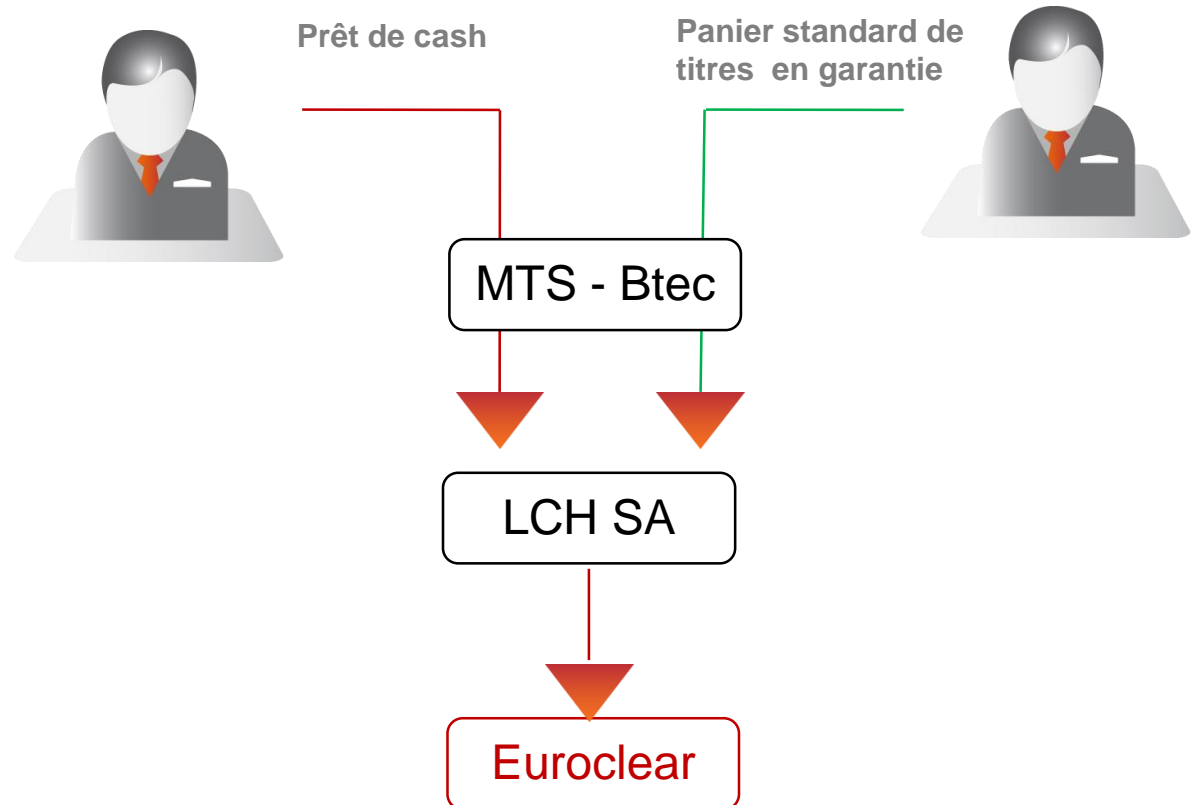 Prêt de cash
Panier standard de
titres en garantie
MTS - Btec
LCH SA
Euroclear